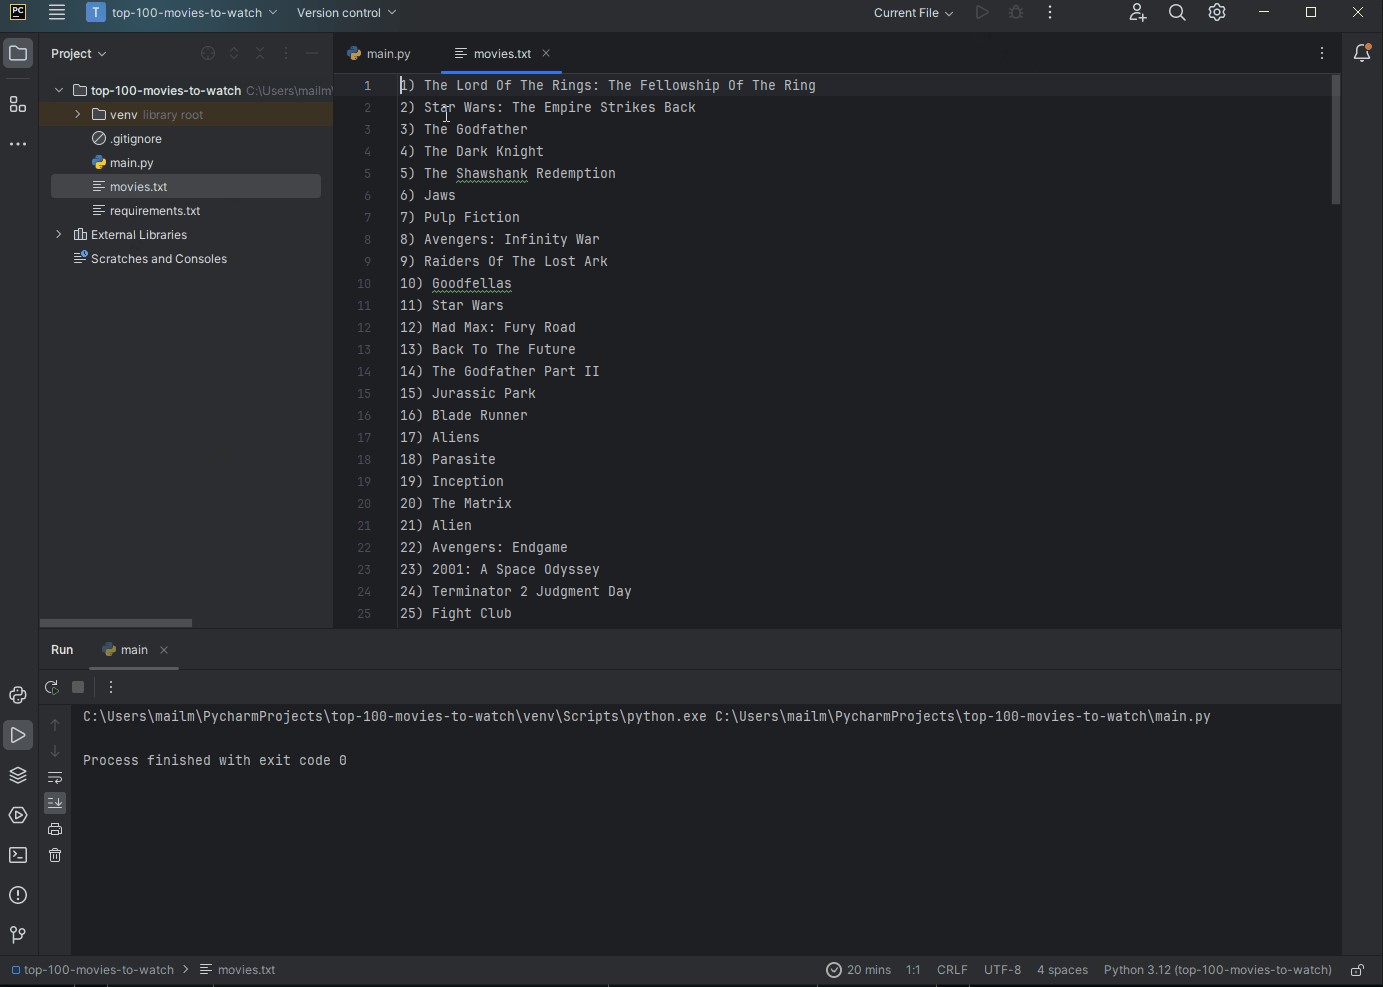 PC T top-100-movies-to-watch Version control Current File
Project main.py movies.txt
top-100-movies-to-watch C:\Users\mailm
venv library root
.gitignore
main.py
movies.txt
requirements.txt
External Libraries
Scratches and Consoles
1 1) The Lord Of The Rings: The Fellowship Of The Ring
2 2) Star Wars: The Empire Strikes Back
3 3) The Godfather
4 4) The Dark Knight
5 5) The Shawshank Redemption
6 6) Jaws
7 7) Pulp Fiction
8 8) Avengers: Infinity War
9 9) Raiders Of The Lost Ark
10 10) Goodfellas
11 11) Star Wars
12 12) Mad Max: Fury Road
13 13) Back To The Future
14 14) The Godfather Part II
15 15) Jurassic Park
16 16) Blade Runner
17 17) Aliens
18 18) Parasite
19 19) Inception
20 20) The Matrix
21 21) Alien
22 22) Avengers: Endgame
23 23) 2001: A Space Odyssey
24 24) Terminator 2 Judgment Day
25 25) Fight Club
Run main
C:\Users\mailm\PycharmProjects\top-100-movies-to-watch\venv\Scripts\python.exe C:\Users\mailm\PycharmProjects\top-100-movies-to-watch\main.py
Process finished with exit code 0
top-100-movies-to-watch > movies.txt 20 mins 1:1 CRLF UTF-8 4 spaces Python 3.12 (top-100-movies-to-watch)